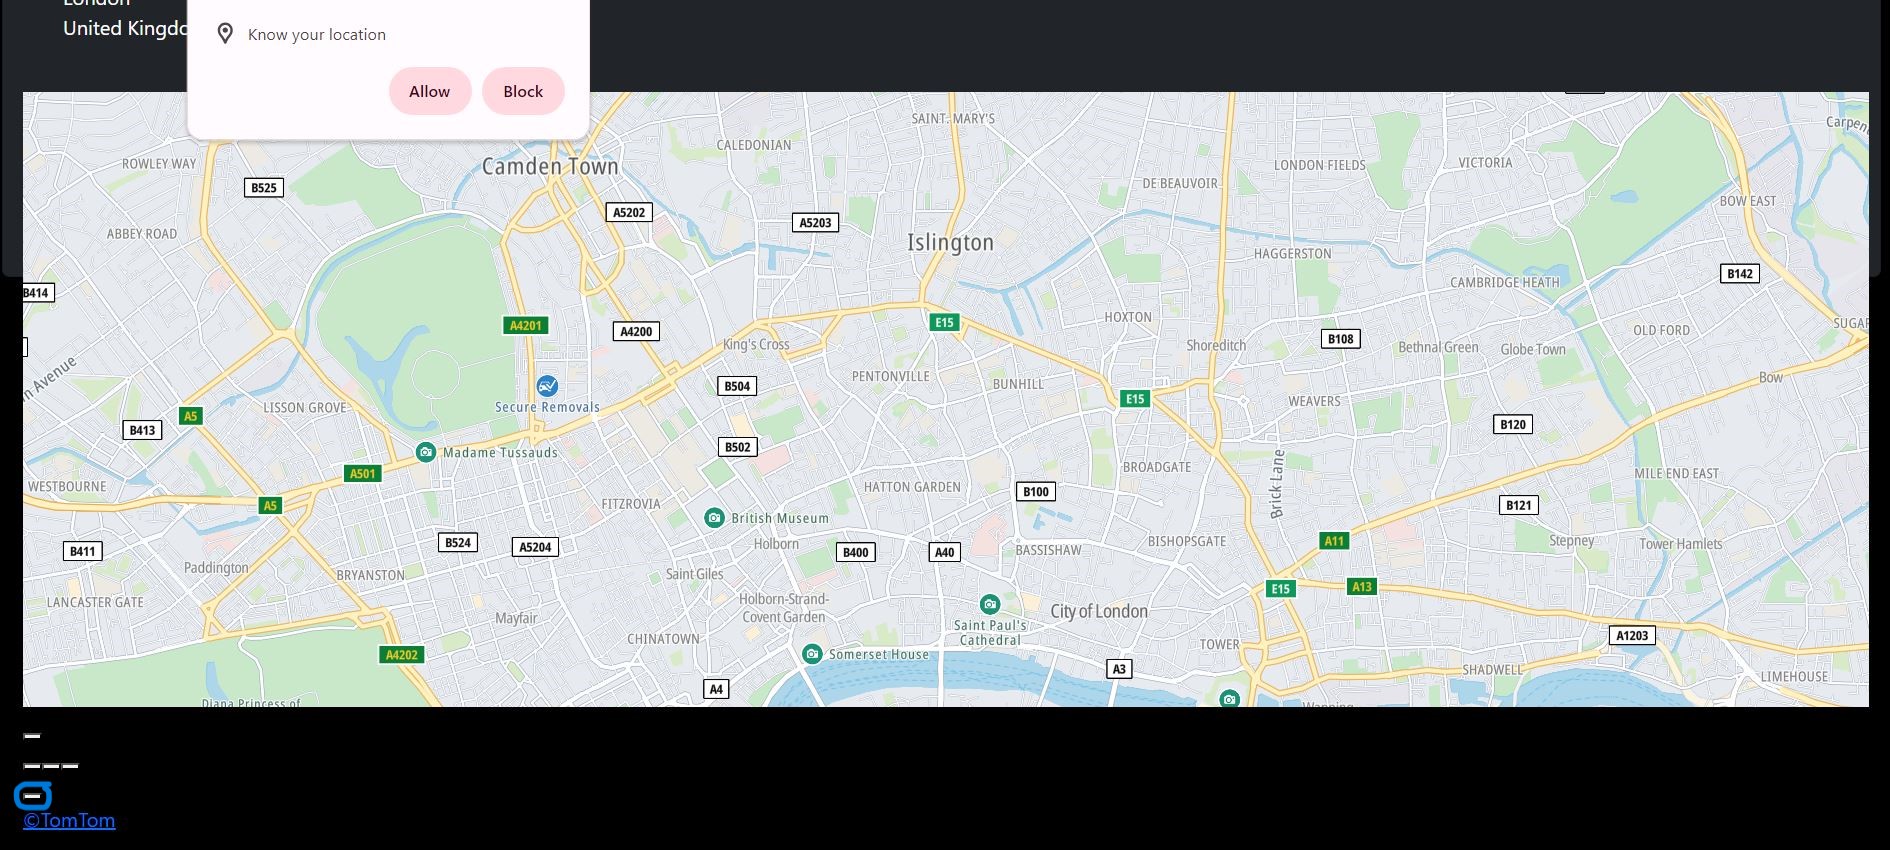 London
United Kingdo
Know your location
Allow
Block
SAINT. MARY'S
CALEDONIAN
ROWLEY WAY
Camden Town
LONDON FIELDS
VICTORIA
DE BEAUVOIR
B525
BOW EAST
A5202
A5203
ABBEY ROAD
Islington
HAGGERSTON
B142
CAMBRIDGE HEATH
B414
A4201
A4200
E15
HOXTON
OLD FORD
King's Cross
Shoreditch
B108
Bethnal Green
Globe Town
PENTONVILLE
BUNHILL
Bow
Secure Removals
B504
E15
WEAVERS
LISSON GROVE
A5
B413
B120
Madame Tussauds
B502
A501
BROADGATE
Brick Lane
MILE END EAST
WESTBOURNE
HATTON GARDEN
B100
A5
FITZROVIA
B121
British Museum
Holborn
B411
B524
A5204
B400
A40
BASSISHAW
BISHOPSGATE
A11
Stepney
Tower Hamlets
Paddington
BRYANSTON
Saint Giles
E15
A13
LANCASTER GATE
Holborn-Strand-
Covent Garden
Mayfair
City of London
Saint Paul's
Cathedral
CHINATOWN
A1203
TOWER
A4202
Somerset House
A3
SHADWELL
LIMEHOUSE
A4
Diana Princess of
Wapping
©TomTom